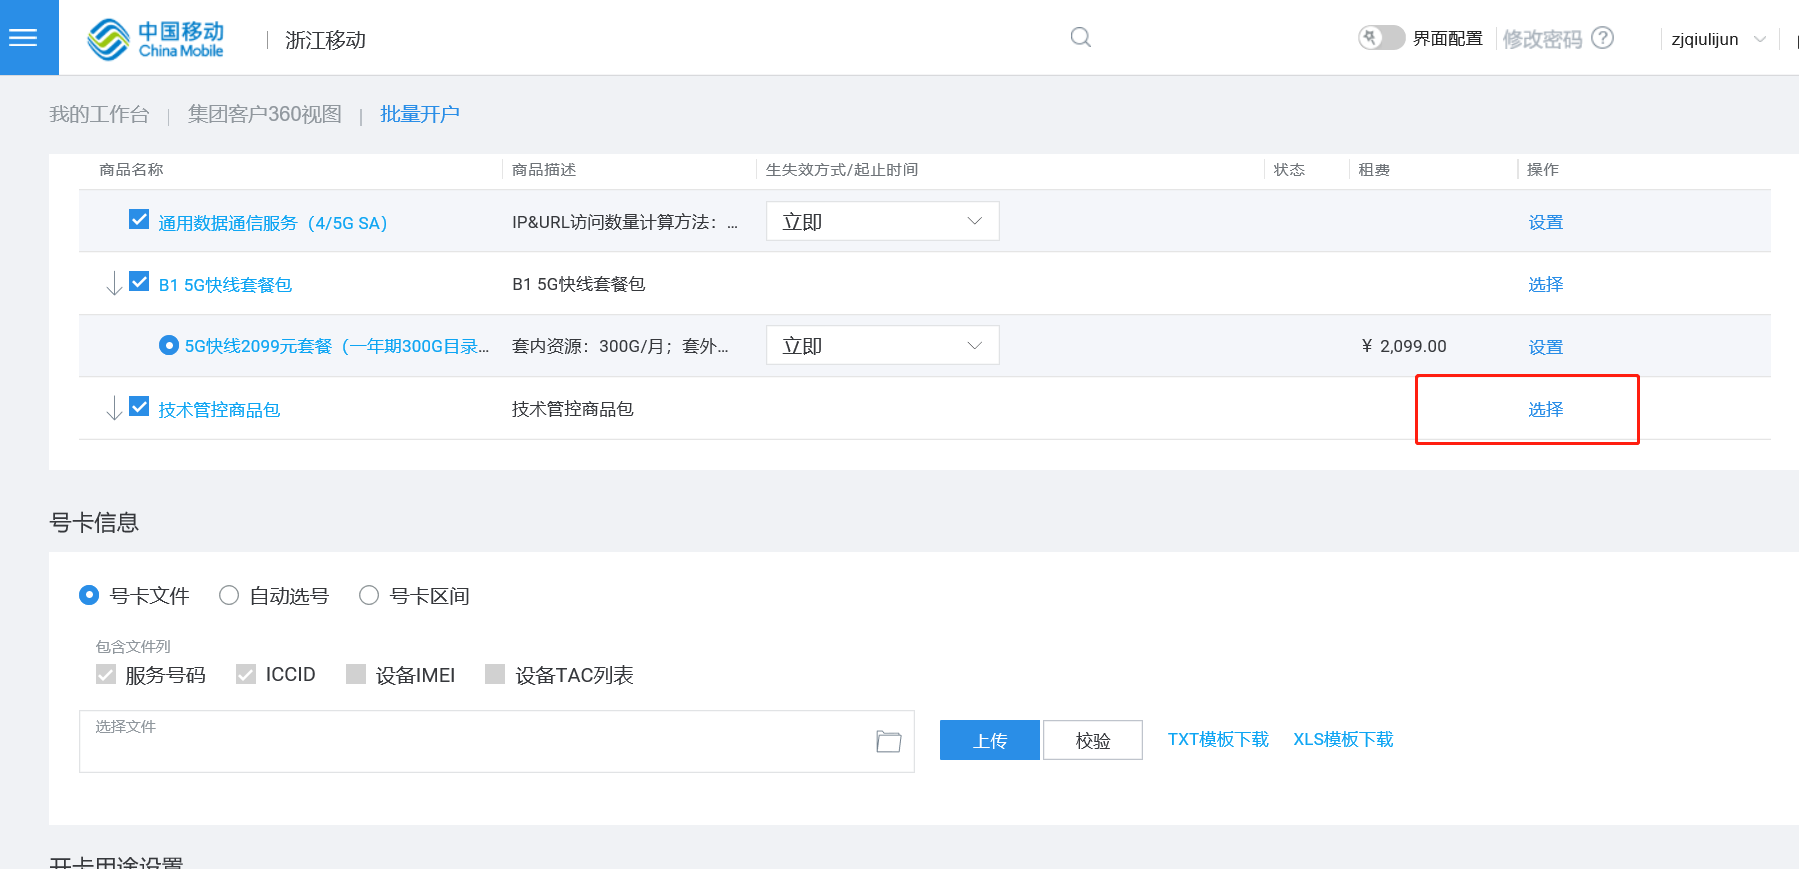 中国移动
China Mobile
浙江移动
界面配置
修改密码
zjqiulijun
我的工作台
集团客户360视图
批量开户
商品名称
商品描述
生失效方式/起止时间
状态
租费
操作
通用数据通信服务（4/5G SA）
IP&URL访问数量计算方法：...
立即
设置
B1 5G快线套餐包
B1 5G快线套餐包
选择
5G快线2099元套餐（一年期300G目录...
套内资源：300G/月；套外...
立即
¥ 2,099.00
设置
技术管控商品包
技术管控商品包
选择
号卡信息
号卡文件
自动选号
号卡区间
包含文件列
服务号码
ICCID
设备IMEI
设备TAC列表
选择文件
上传
校验
TXT模板下载
XLS模板下载
开卡用途设置